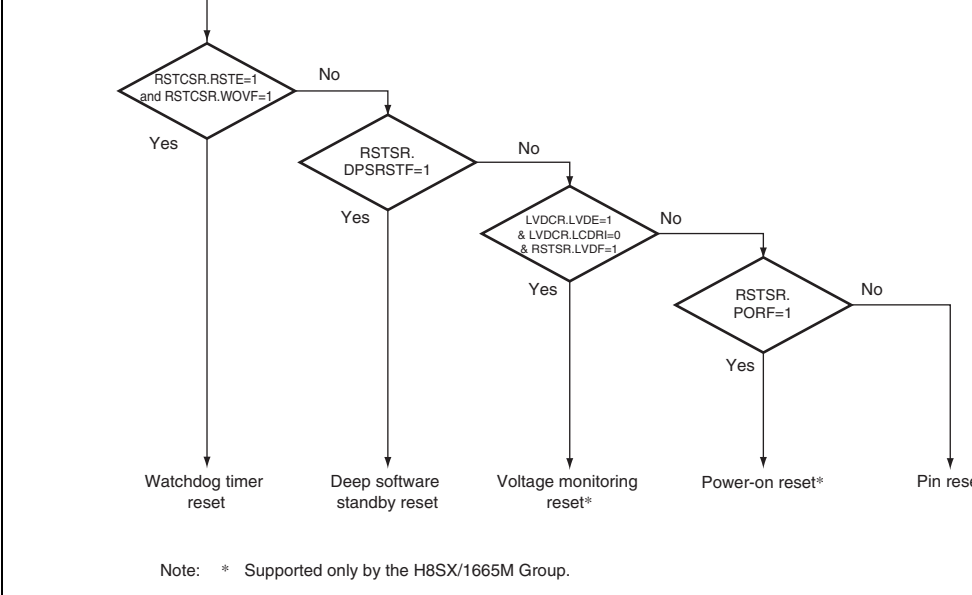 RSTCSR.RSTE=1
and RSTCSR.WOVF=1
No
Yes
RSTSR.
DPSRSTF=1
No
Yes
LVDCR.LVDE=1
& LVDCR.LCDRI=0
& RSTSR.LVDF=1
No
Yes
RSTSR.
PORF=1
No
Yes
Watchdog timer
reset
Deep software
standby reset
Voltage monitoring
reset*
Power-on reset*
Pin
Note: * Supported only by the H8SX/1665M Group.